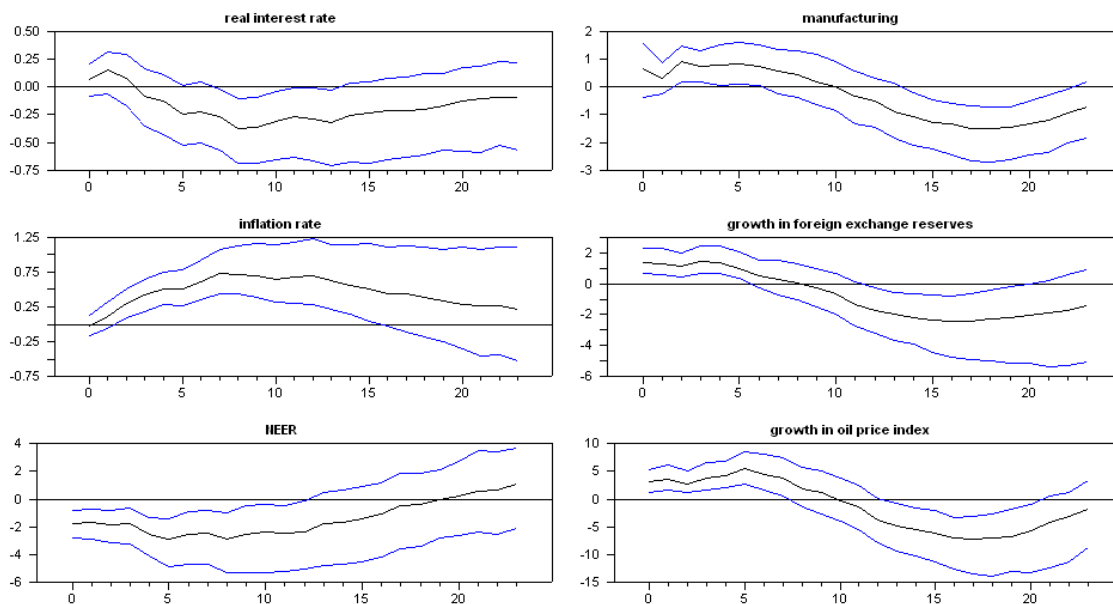 real interest rate
0.50
0.25
0.00
-0.25
-0.50
-0.75
0 5 10 15 20
manufacturing
2
1
0
-1
-2
-3
0 5 10 15 20
inflation rate
1.25
0.75
0.25
-0.25
-0.75
0 5 10 15 20
growth in foreign exchange reserves
2
0
-2
-4
-6
0 5 10 15 20
NEER
4
2
0
-2
-4
-6
0 5 10 15 20
growth in oil price index
10
5
0
-5
-10
-15
0 5 10 15 20